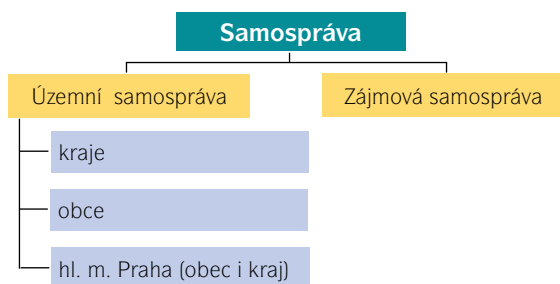 Samospráva
Územní samospráva
Zájmová samospráva
kraje
obce
hl. m. Praha (obec i kraj)